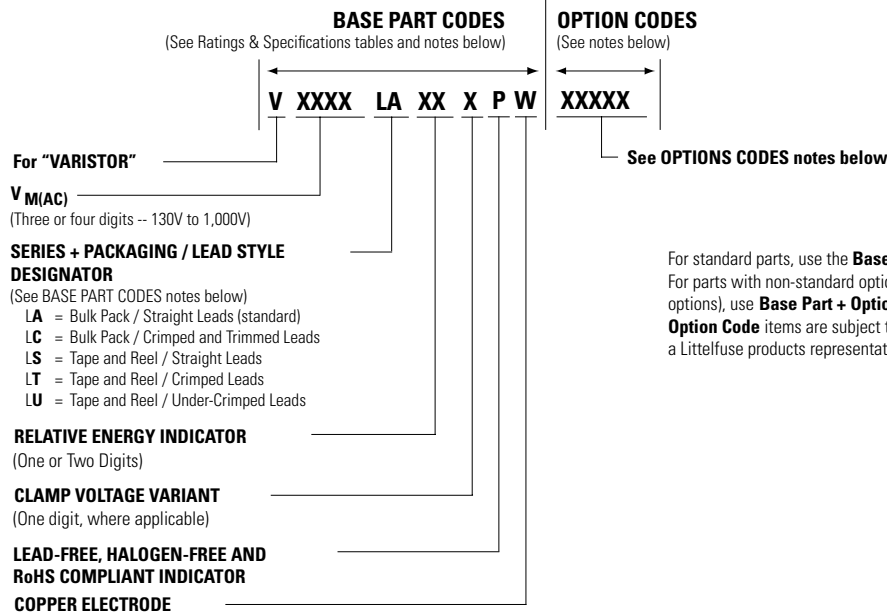 BASE PART CODES
(See Ratings & Specifications tables and notes below)
OPTION CODES
(See notes below)
V XXXX LA XX X P W XXXXX
For “VARISTOR”
See OPTIONS CODES notes below
V M(AC)
(Three or four digits -- 130V to 1,000V)
SERIES + PACKAGING / LEAD STYLE
DESIGNATOR
(See BASE PART CODES notes below)
LA = Bulk Pack / Straight Leads (standard)
LC = Bulk Pack / Crimped and Trimmed Leads
LS = Tape and Reel / Straight Leads
LT = Tape and Reel / Crimped Leads
LU = Tape and Reel / Under-Crimped Leads
For standard parts, use the Base
For parts with non-standard
options), use Base Part +
Option Code items are subject
a Littelfuse products
RELATIVE ENERGY INDICATOR
(One or Two Digits)
CLAMP VOLTAGE VARIANT
(One digit, where applicable)
LEAD-FREE, HALOGEN-FREE AND
RoHS COMPLIANT INDICATOR
COPPER ELECTRODE